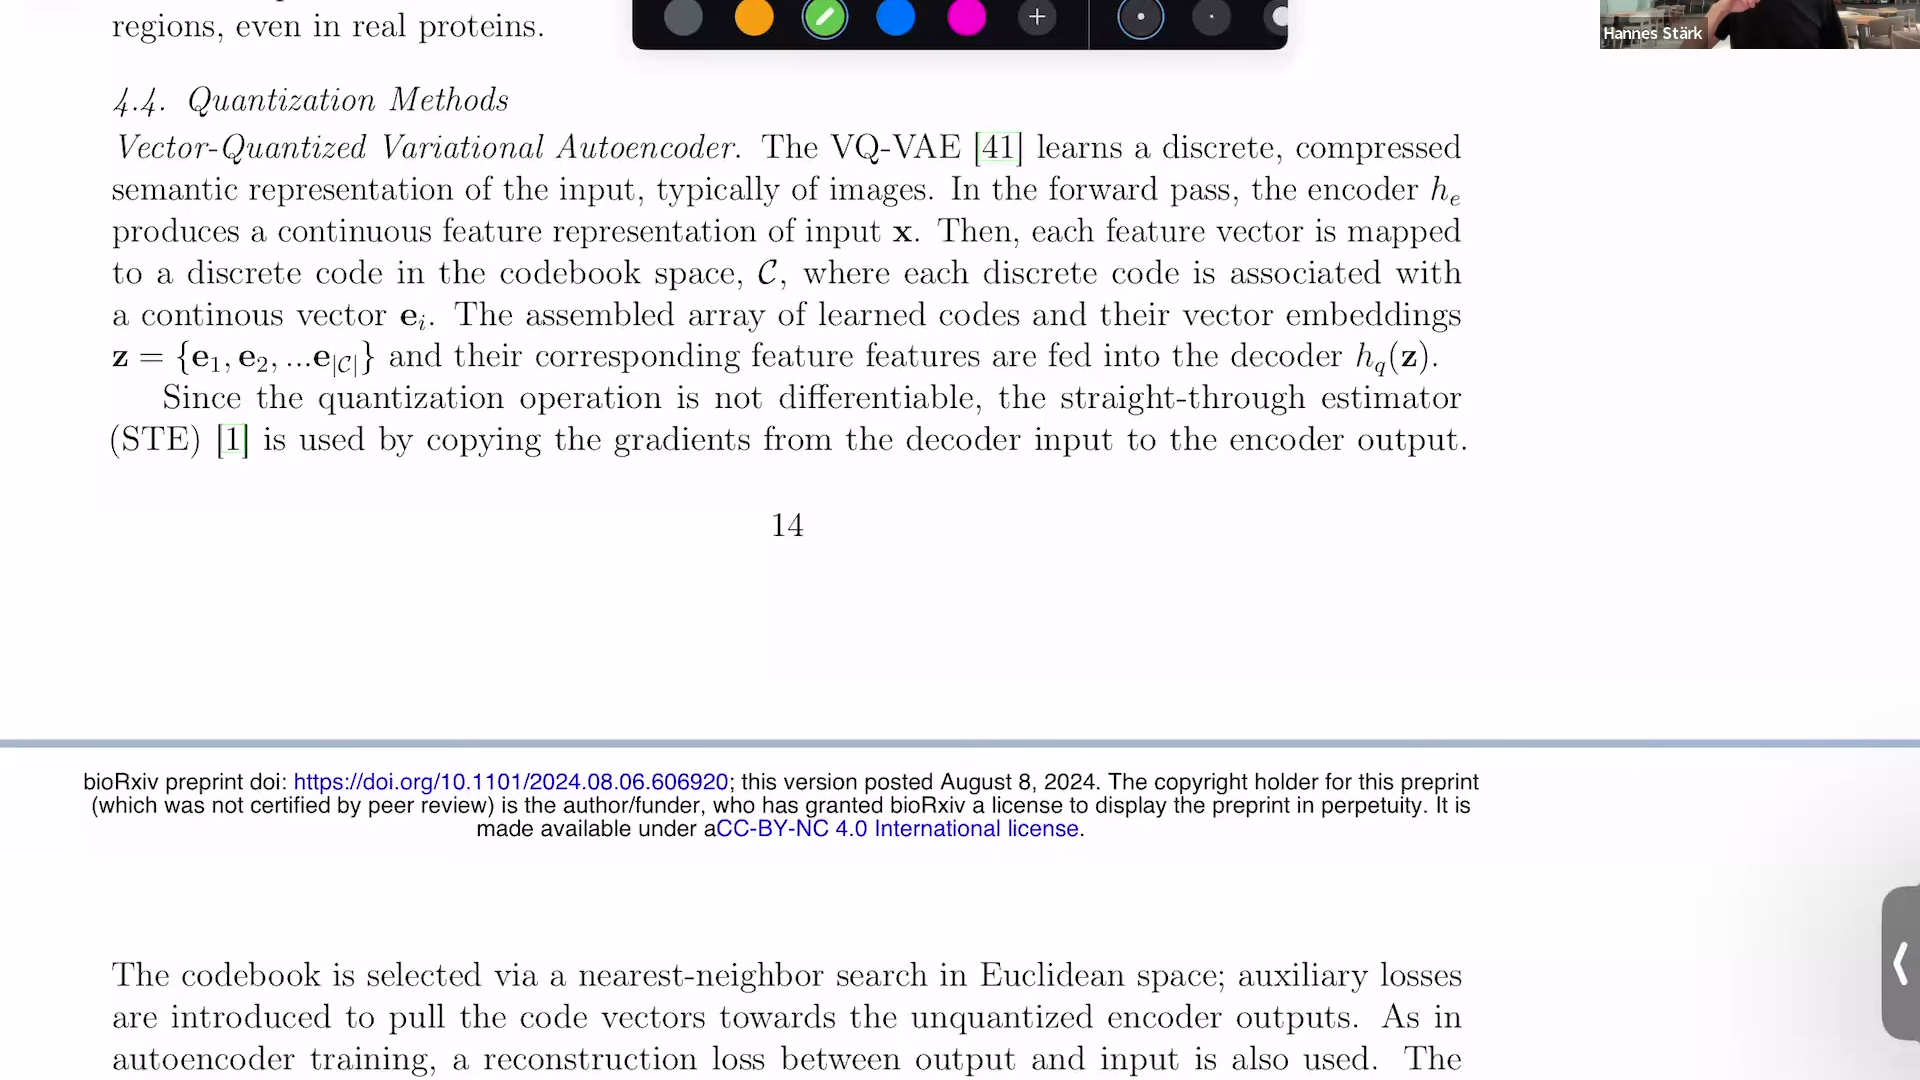 regions, even in real proteins.
Hannes Stärk
4.4. Quantization Methods
Vector-Quantized Variational Autoencoder. The VQ-VAE [41] learns a discrete, compressed
semantic representation of the input, typically of images. In the forward pass, the encoder hₑ
produces a continuous feature representation of input x. Then, each feature vector is mapped
to a discrete code in the codebook space, C, where each discrete code is associated with
a continous vector eᵢ. The assembled array of learned codes and their vector embeddings
z = {e₁, e₂, ...e|C|} and their corresponding feature features are fed into the decoder h_q(z).
Since the quantization operation is not differentiable, the straight-through estimator
(STE) [1] is used by copying the gradients from the decoder input to the encoder output.
14
bioRxiv preprint doi: https://doi.org/10.1101/2024.08.06.606920; this version posted August 8, 2024. The copyright holder for this preprint
(which was not certified by peer review) is the author/funder, who has granted bioRxiv a license to display the preprint in perpetuity. It is
made available under aCC-BY-NC 4.0 International license.
The codebook is selected via a nearest-neighbor search in Euclidean space; auxiliary losses
are introduced to pull the code vectors towards the unquantized encoder outputs. As in
autoencoder training, a reconstruction loss between output and input is also used. The